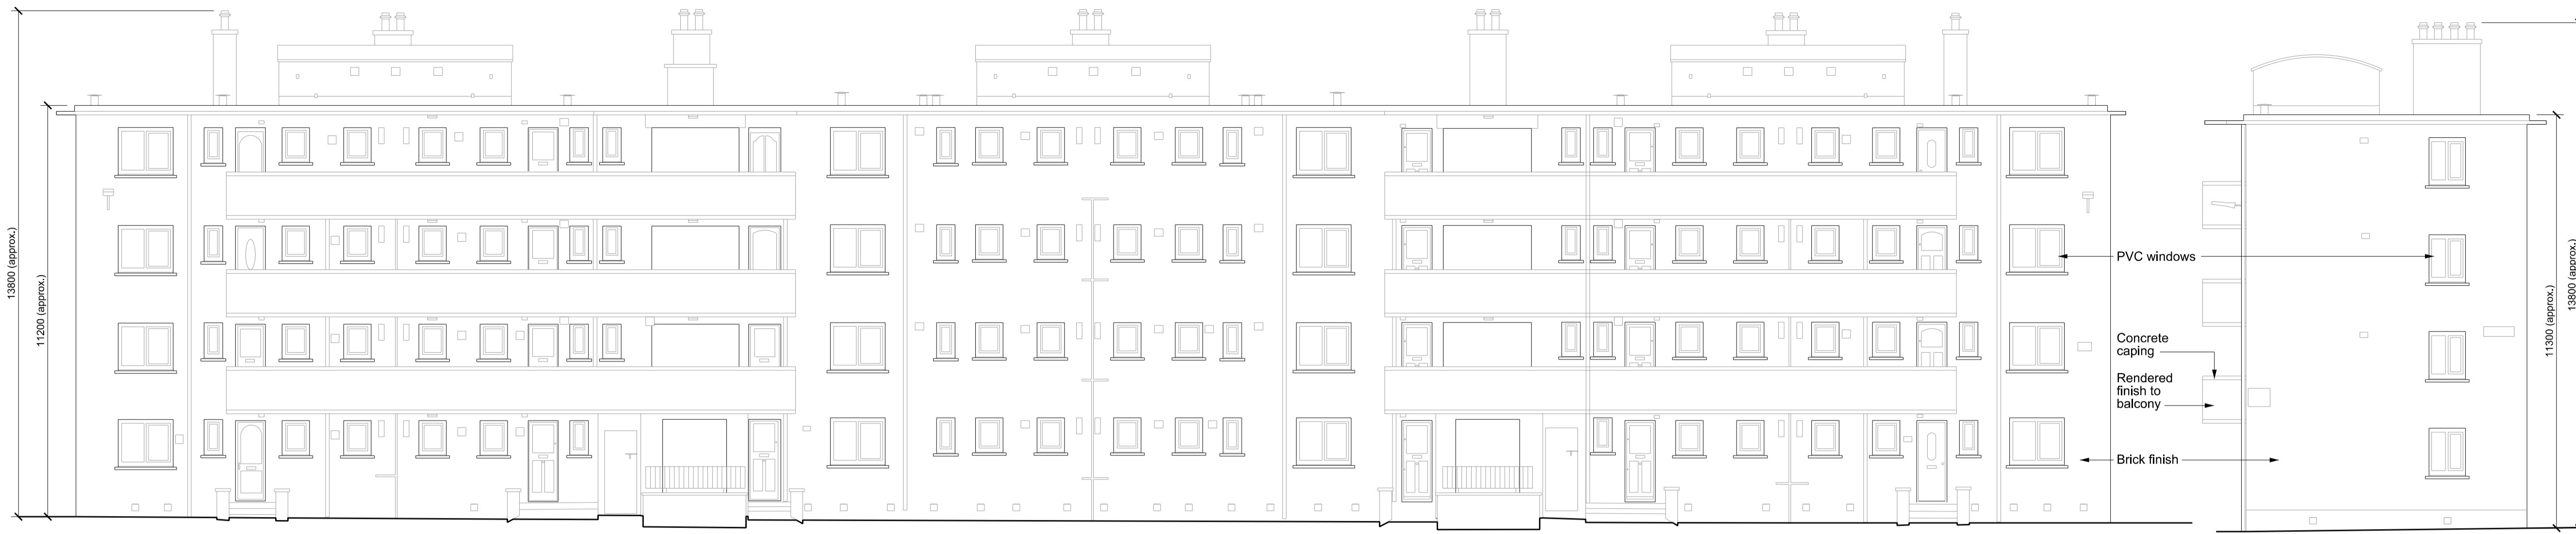 13800 (approx.)
11200 (approx.)
PVC windows
Concrete
caping
Rendered
finish to
balcony
Brick finish
11300 (approx.)
13800 (approx.)